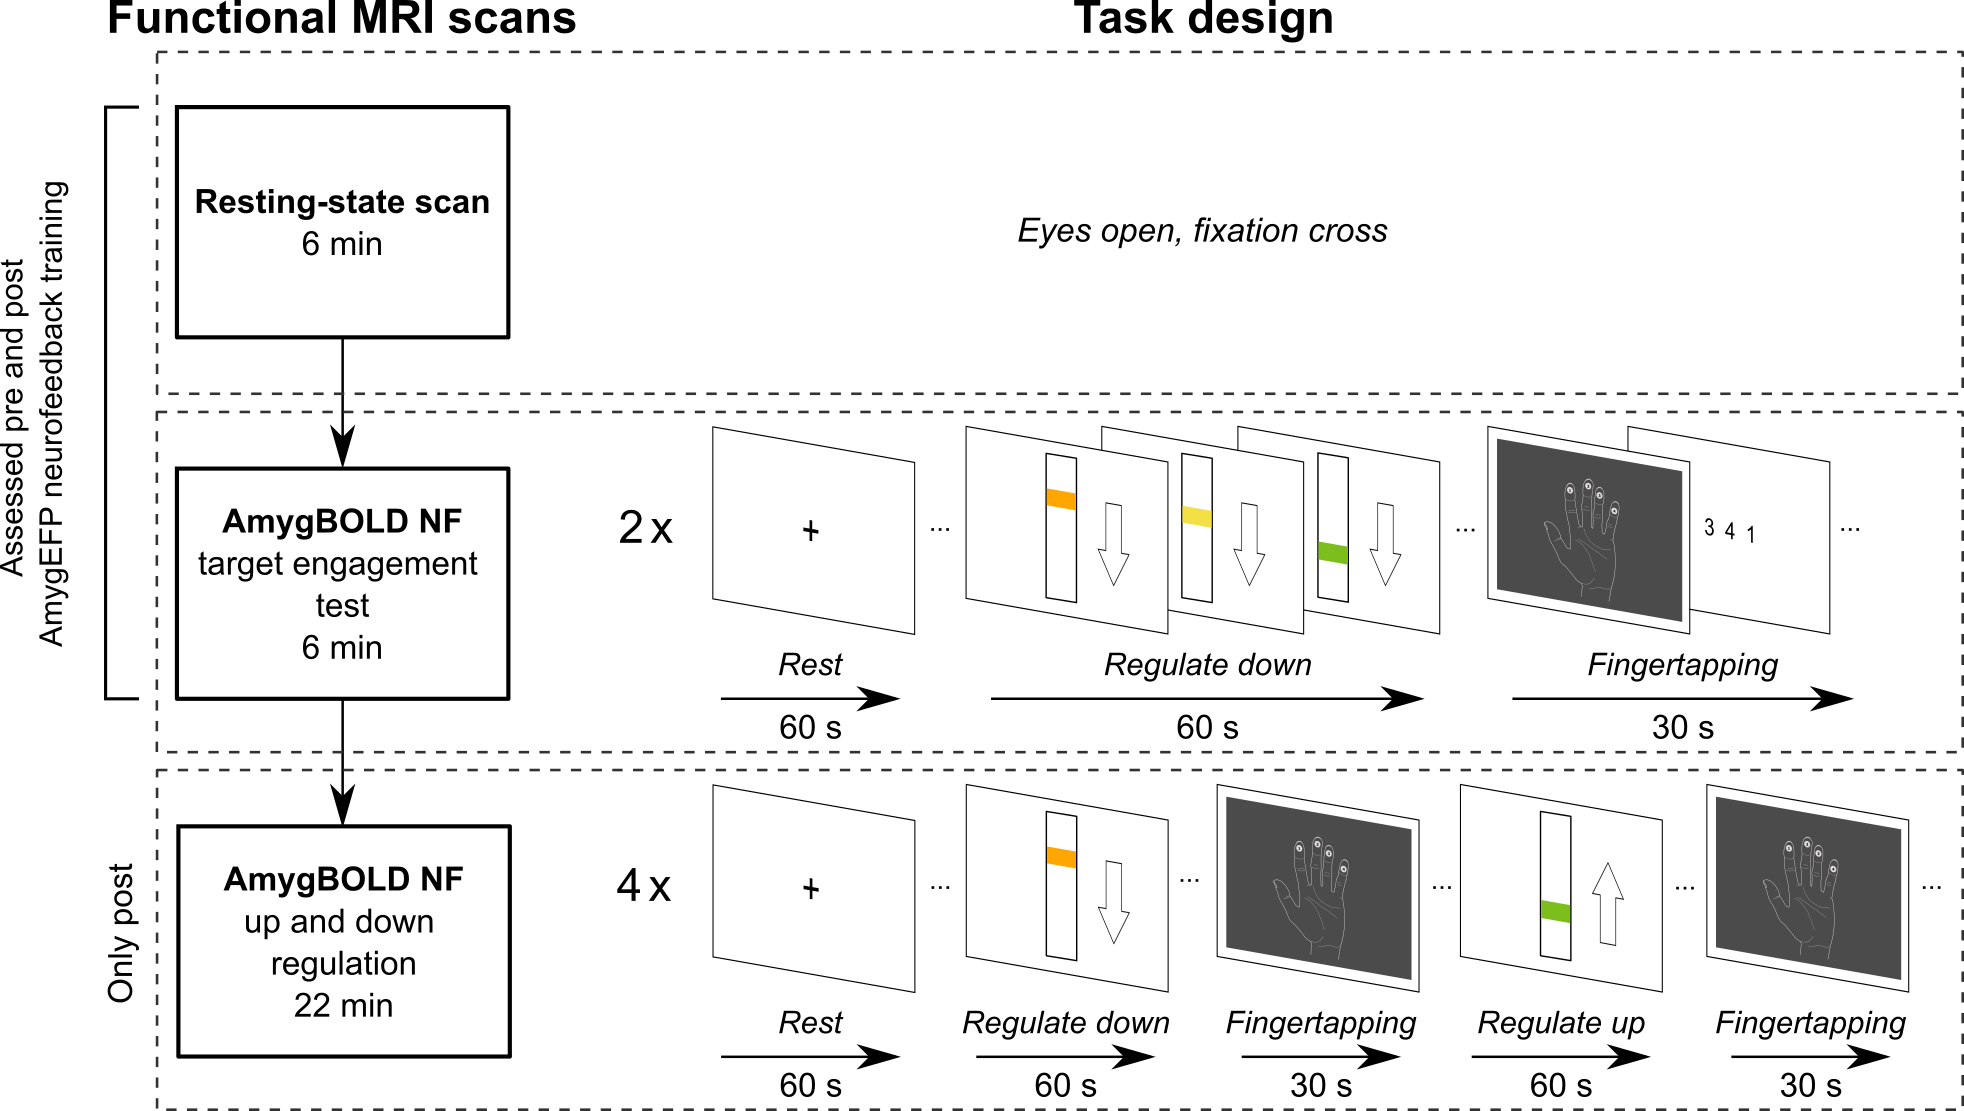 Functional MRI scans
Task design
Assessed pre and post
AmygEFP neurofeedback training
Resting-state scan
6 min
Eyes open, fixation cross
AmygBOLD NF
target engagement
test
6 min
2x
+
...
...
3 4 1
...
Rest
Regulate down
Fingertapping
60 s
60 s
30 s
Only post
AmygBOLD NF
up and down
regulation
22 min
4x
+
...
...
...
...
...
Rest
Regulate down
Fingertapping
Regulate up
Fingertapping
60 s
60 s
30 s
60 s
30 s